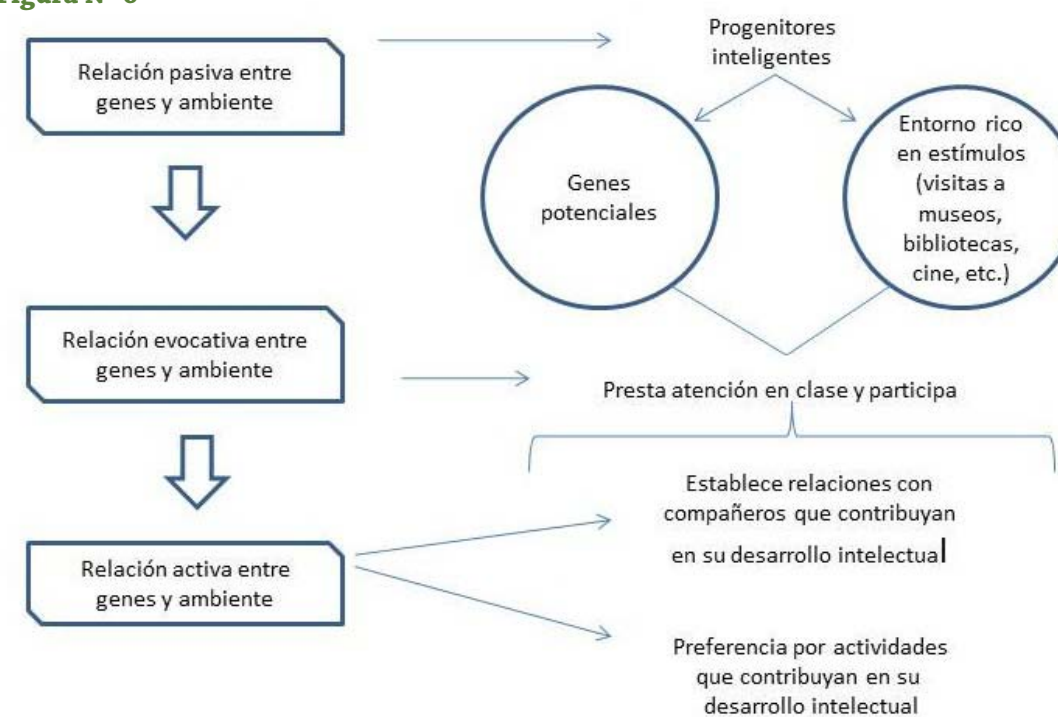 Figura N° 6
Relación pasiva entre
genes y ambiente
Progenitores
inteligentes
Genes
potenciales
Entorno rico
en estímulos
(visitas a
museos,
bibliotecas,
cine, etc.)
Relación evocativa entre
genes y ambiente
Presta atención en clase y participa
Relación activa entre
genes y ambiente
Establece relaciones con
compañeros que contribuyan
en su desarrollo intelectual
Preferencia por actividades
que contribuyan en su
desarrollo intelectual